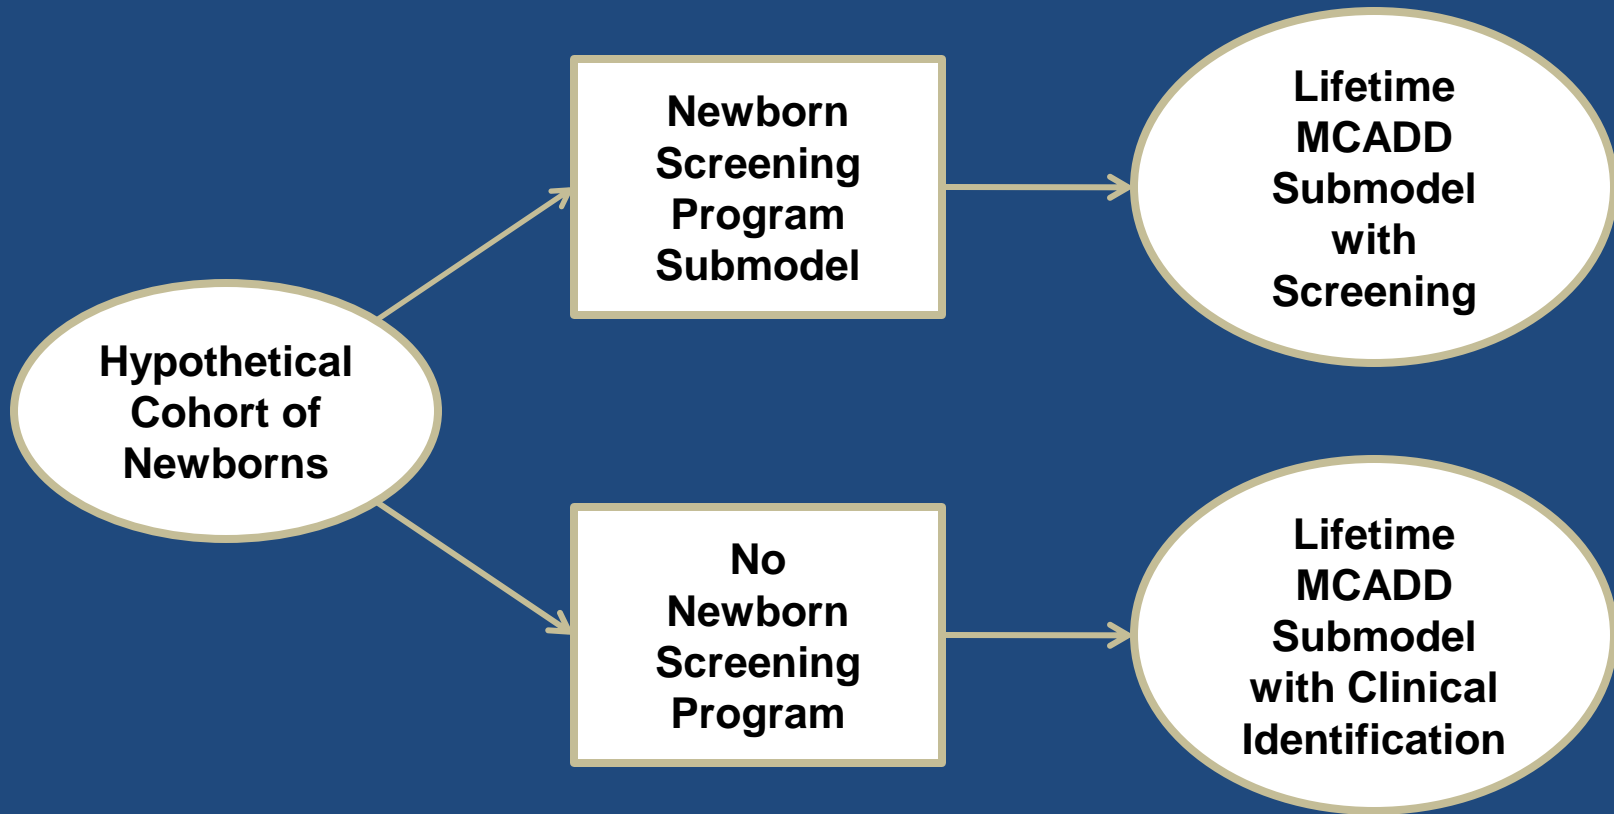 Hypothetical
Cohort of
Newborns
Newborn
Screening
Program
Submodel
Lifetime
MCADD
Submodel
with
Screening
No
Newborn
Screening
Program
Lifetime
MCADD
Submodel
with Clinical
Identification